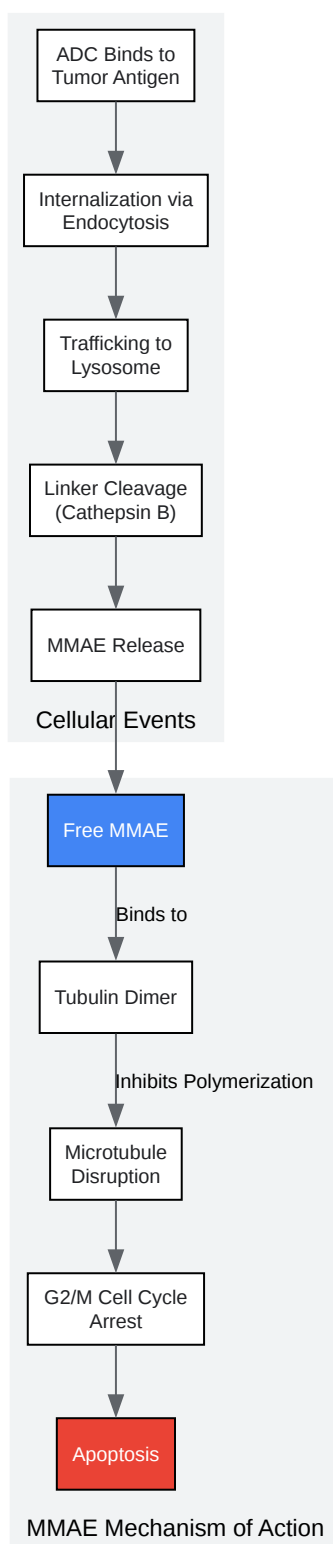 ADC Binds to
Tumor Antigen
Internalization via
Endocytosis
Trafficking to
Lysosome
Linker Cleavage
(Cathepsin B)
MMAE Release
Cellular Events
Free MMAE
Binds to
Tubulin Dimer
Inhibits Polymerization
Microtubule
Disruption
G2/M Cell Cycle
Arrest
Apoptosis
MMAE Mechanism of Action